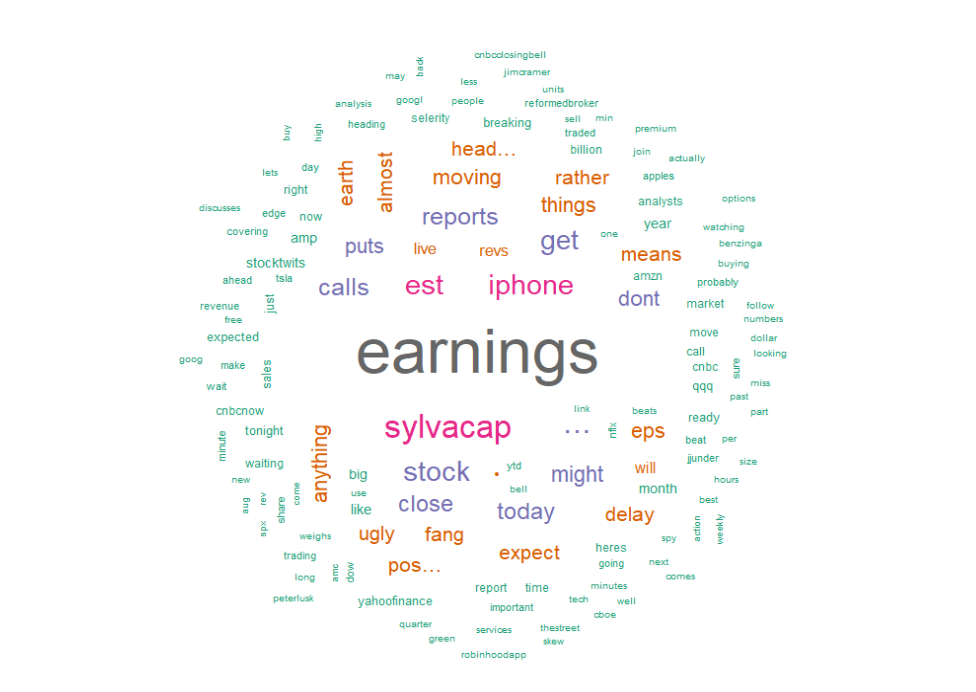 cnbcclosingbell
back
may
jimcramer
less
units
analysis
googl
people
reformedbroker
buy
high
heading
selerity
breaking
sell
min
traded
premium
head...
billion
join
actually
lets
day
earth
almost
moving
rather
apples
right
discusses
edge
now
reports
things
analysts
options
covering
amp
puts
live
revs
get
one
year
watching
means
benzinga
stocktwits
buying
ahead
tsla
calls
est
iphone
dont
amzn
probably
just
revenue
free
market
follow
numbers
expected
earnings
move
dollar
goog
make
sales
call
looking
cnbc
sure
wait
qqq
miss
past
cnbcnow
link
beats
part
ready
minute
tonight
sylvacap
...
nflx
eps
beat
per
waiting
anything
big
stock
ytd
might
will
jjunder
size
new
use
bell
month
hours
aug
rev
share
come
like
close
today
delay
best
spx
action
weekly
weighs
ugly
fang
expect
heres
spy
trading
pos...
going
next
long
amc
dow
comes
peterlusk
yahoofinance
report
time
minutes
tech
well
important
cboe
quarter
green
services
thestreet
skew
robinhoodapp